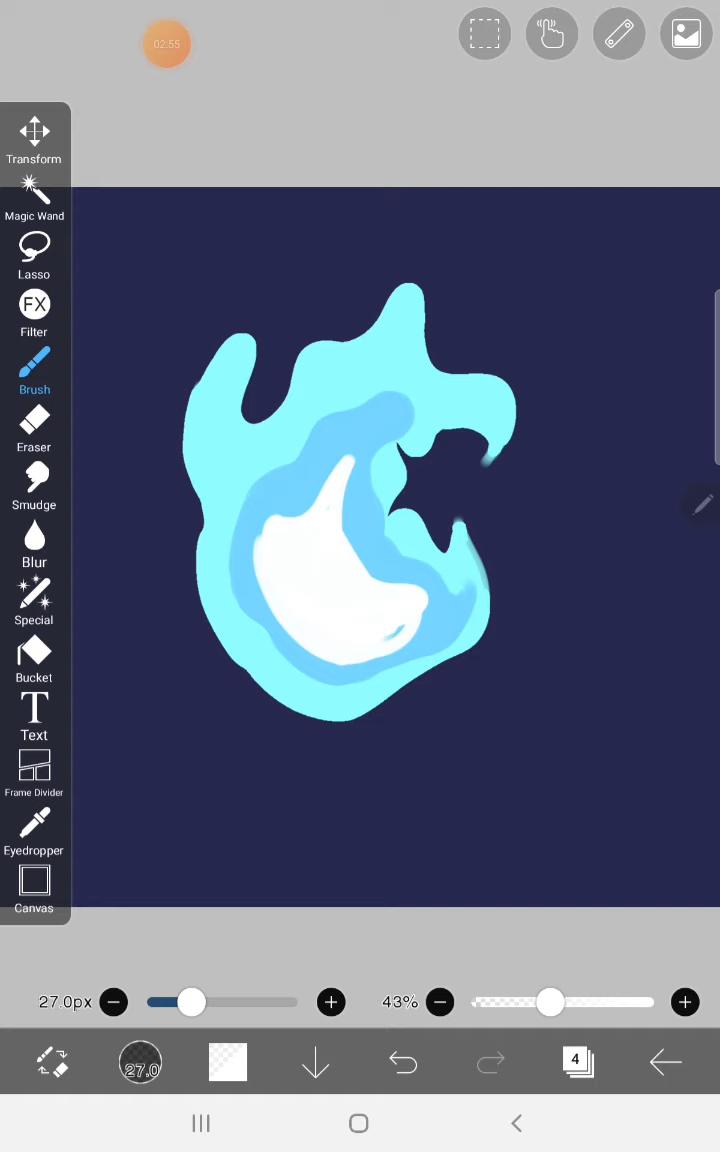 02:55
Transform
Magic Wand
Lasso
FX
Filter
Brush
Eraser
Smudge
Blur
Special
Bucket
T
Text
Frame Divider
Eyedropper
Canvas
27.0px
43%
27.0
4